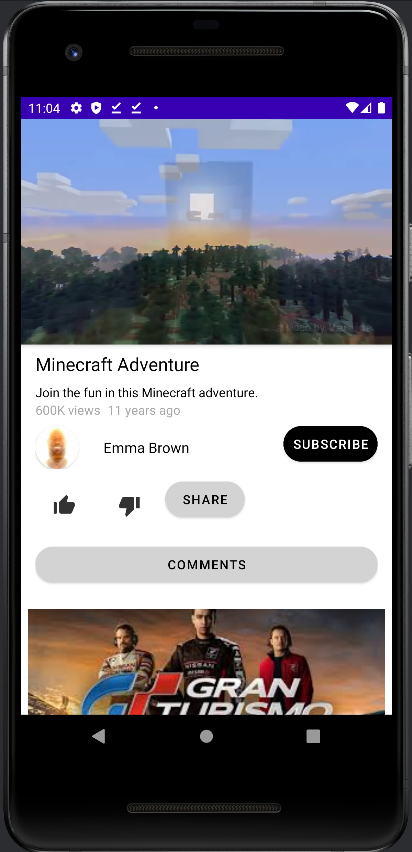 11:04
Minecraft Adventure
Join the fun in this Minecraft adventure.
600K views 11 years ago
Emma Brown
SUBSCRIBE
SHARE
COMMENTS
NISSAN
GRAN
TURISMO